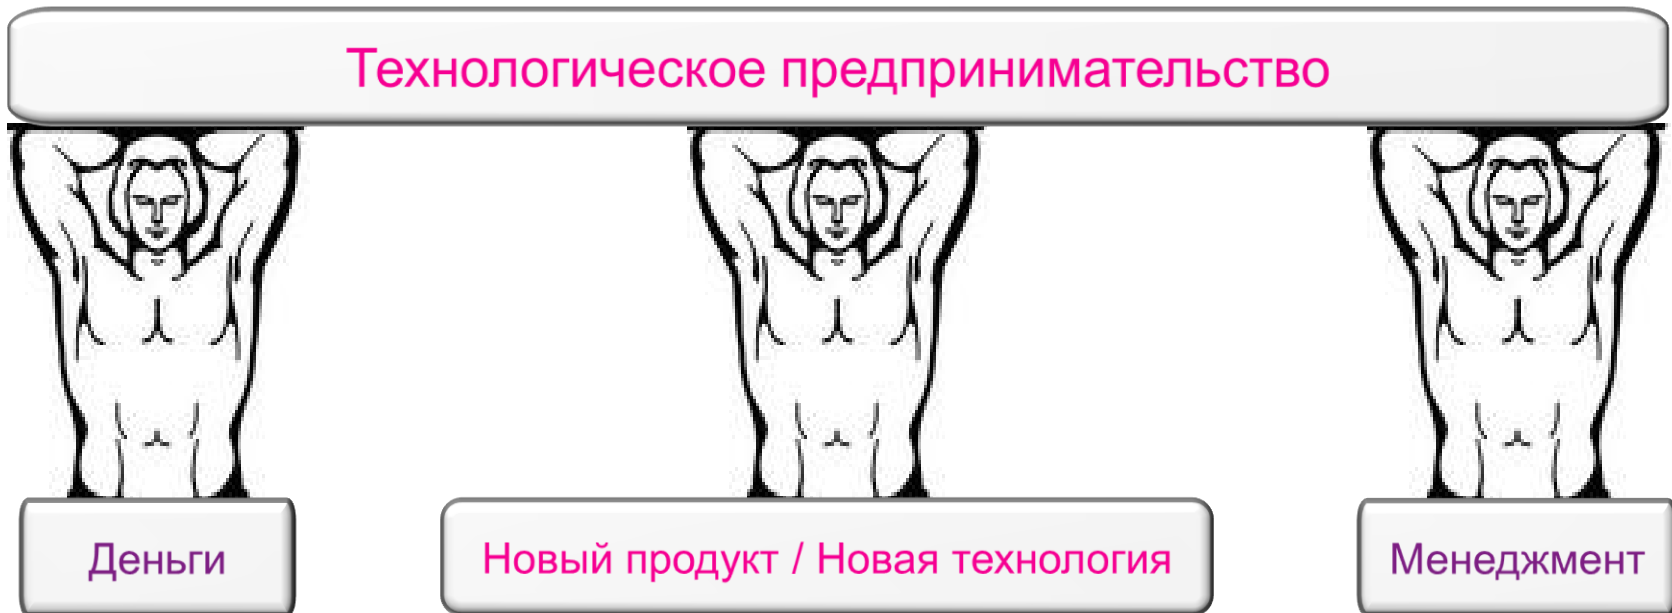 Технологическое предпринимательство
Деньги
Новый продукт / Новая технология
Менеджмент